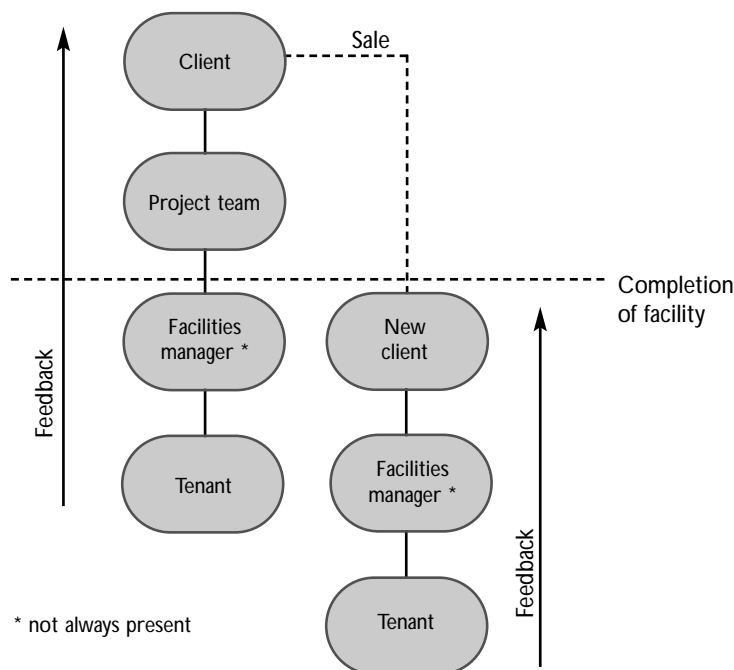 Client
Sale
Project team
Completion
of facility
Facilities
manager *
New
client
Feedback
Tenant
Facilities
manager *
Feedback
Tenant
* not always present